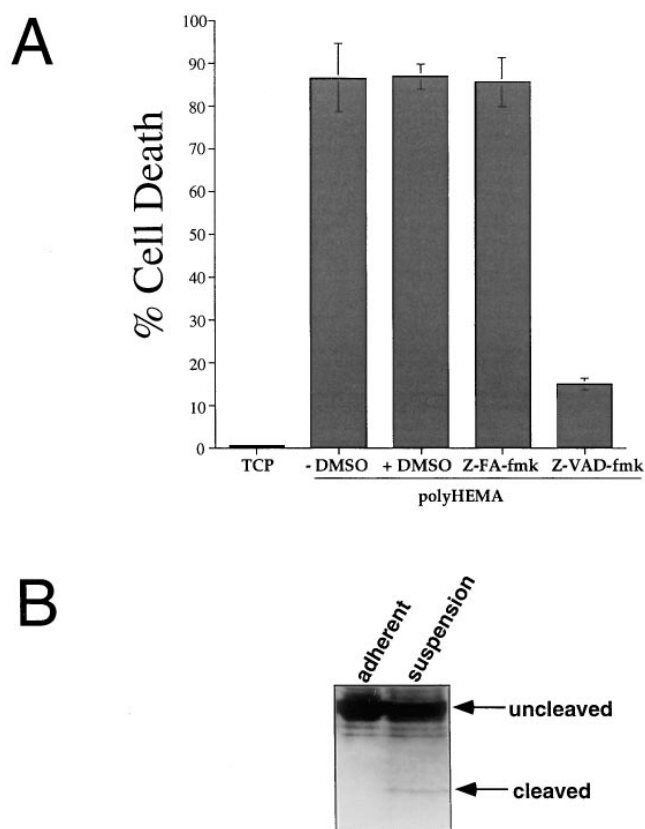 A
% Cell Death
100
90
80
70
60
50
40
30
20
10
0
TCP - DMSO + DMSO Z-FA-fmk Z-VAD-fmk
polyHEMA
B
adherent suspension
uncleaved
cleaved